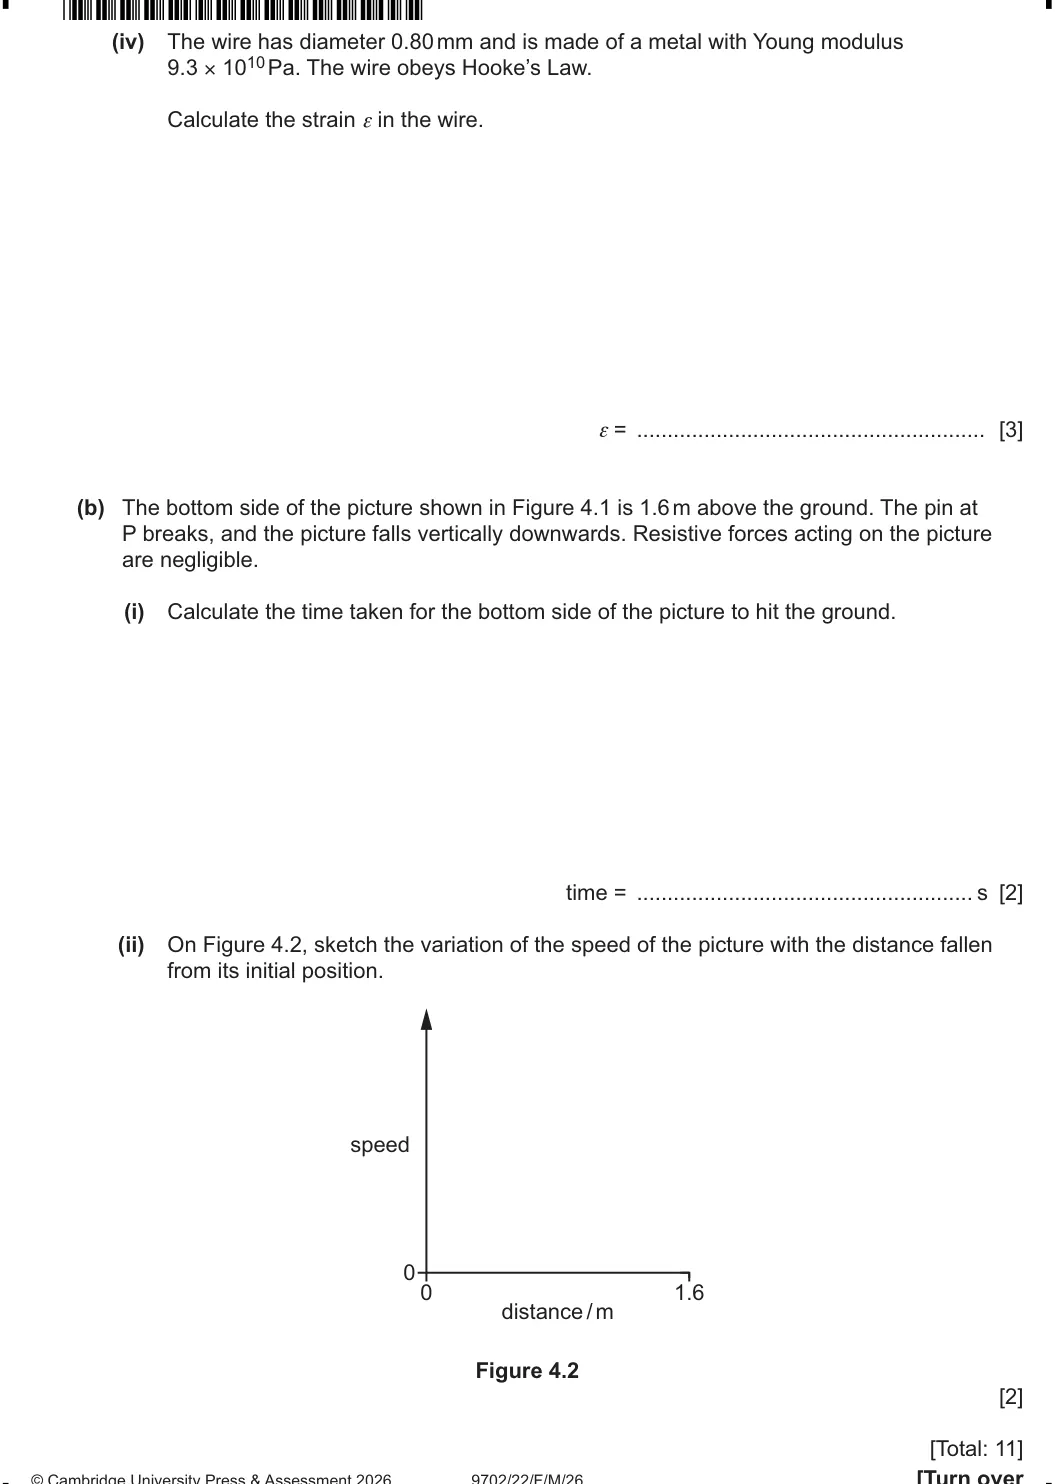 (iv) The wire has diameter 0.80 mm and is made of a metal with Young modulus
9.3 × 10¹⁰ Pa. The wire obeys Hooke’s Law.
Calculate the strain ε in the wire.
ε = ......................................................... [3]
(b) The bottom side of the picture shown in Figure 4.1 is 1.6 m above the ground. The pin at
P breaks, and the picture falls vertically downwards. Resistive forces acting on the picture
are negligible.
(i) Calculate the time taken for the bottom side of the picture to hit the ground.
time = ....................................................... s [2]
(ii) On Figure 4.2, sketch the variation of the speed of the picture with the distance fallen
from its initial position.
speed
0
0 1.6
distance / m
Figure 4.2
[2]
[Total: 11]
© Cambridge University Press & Assessment 2026 9702/22/F/M/26 [Turn over